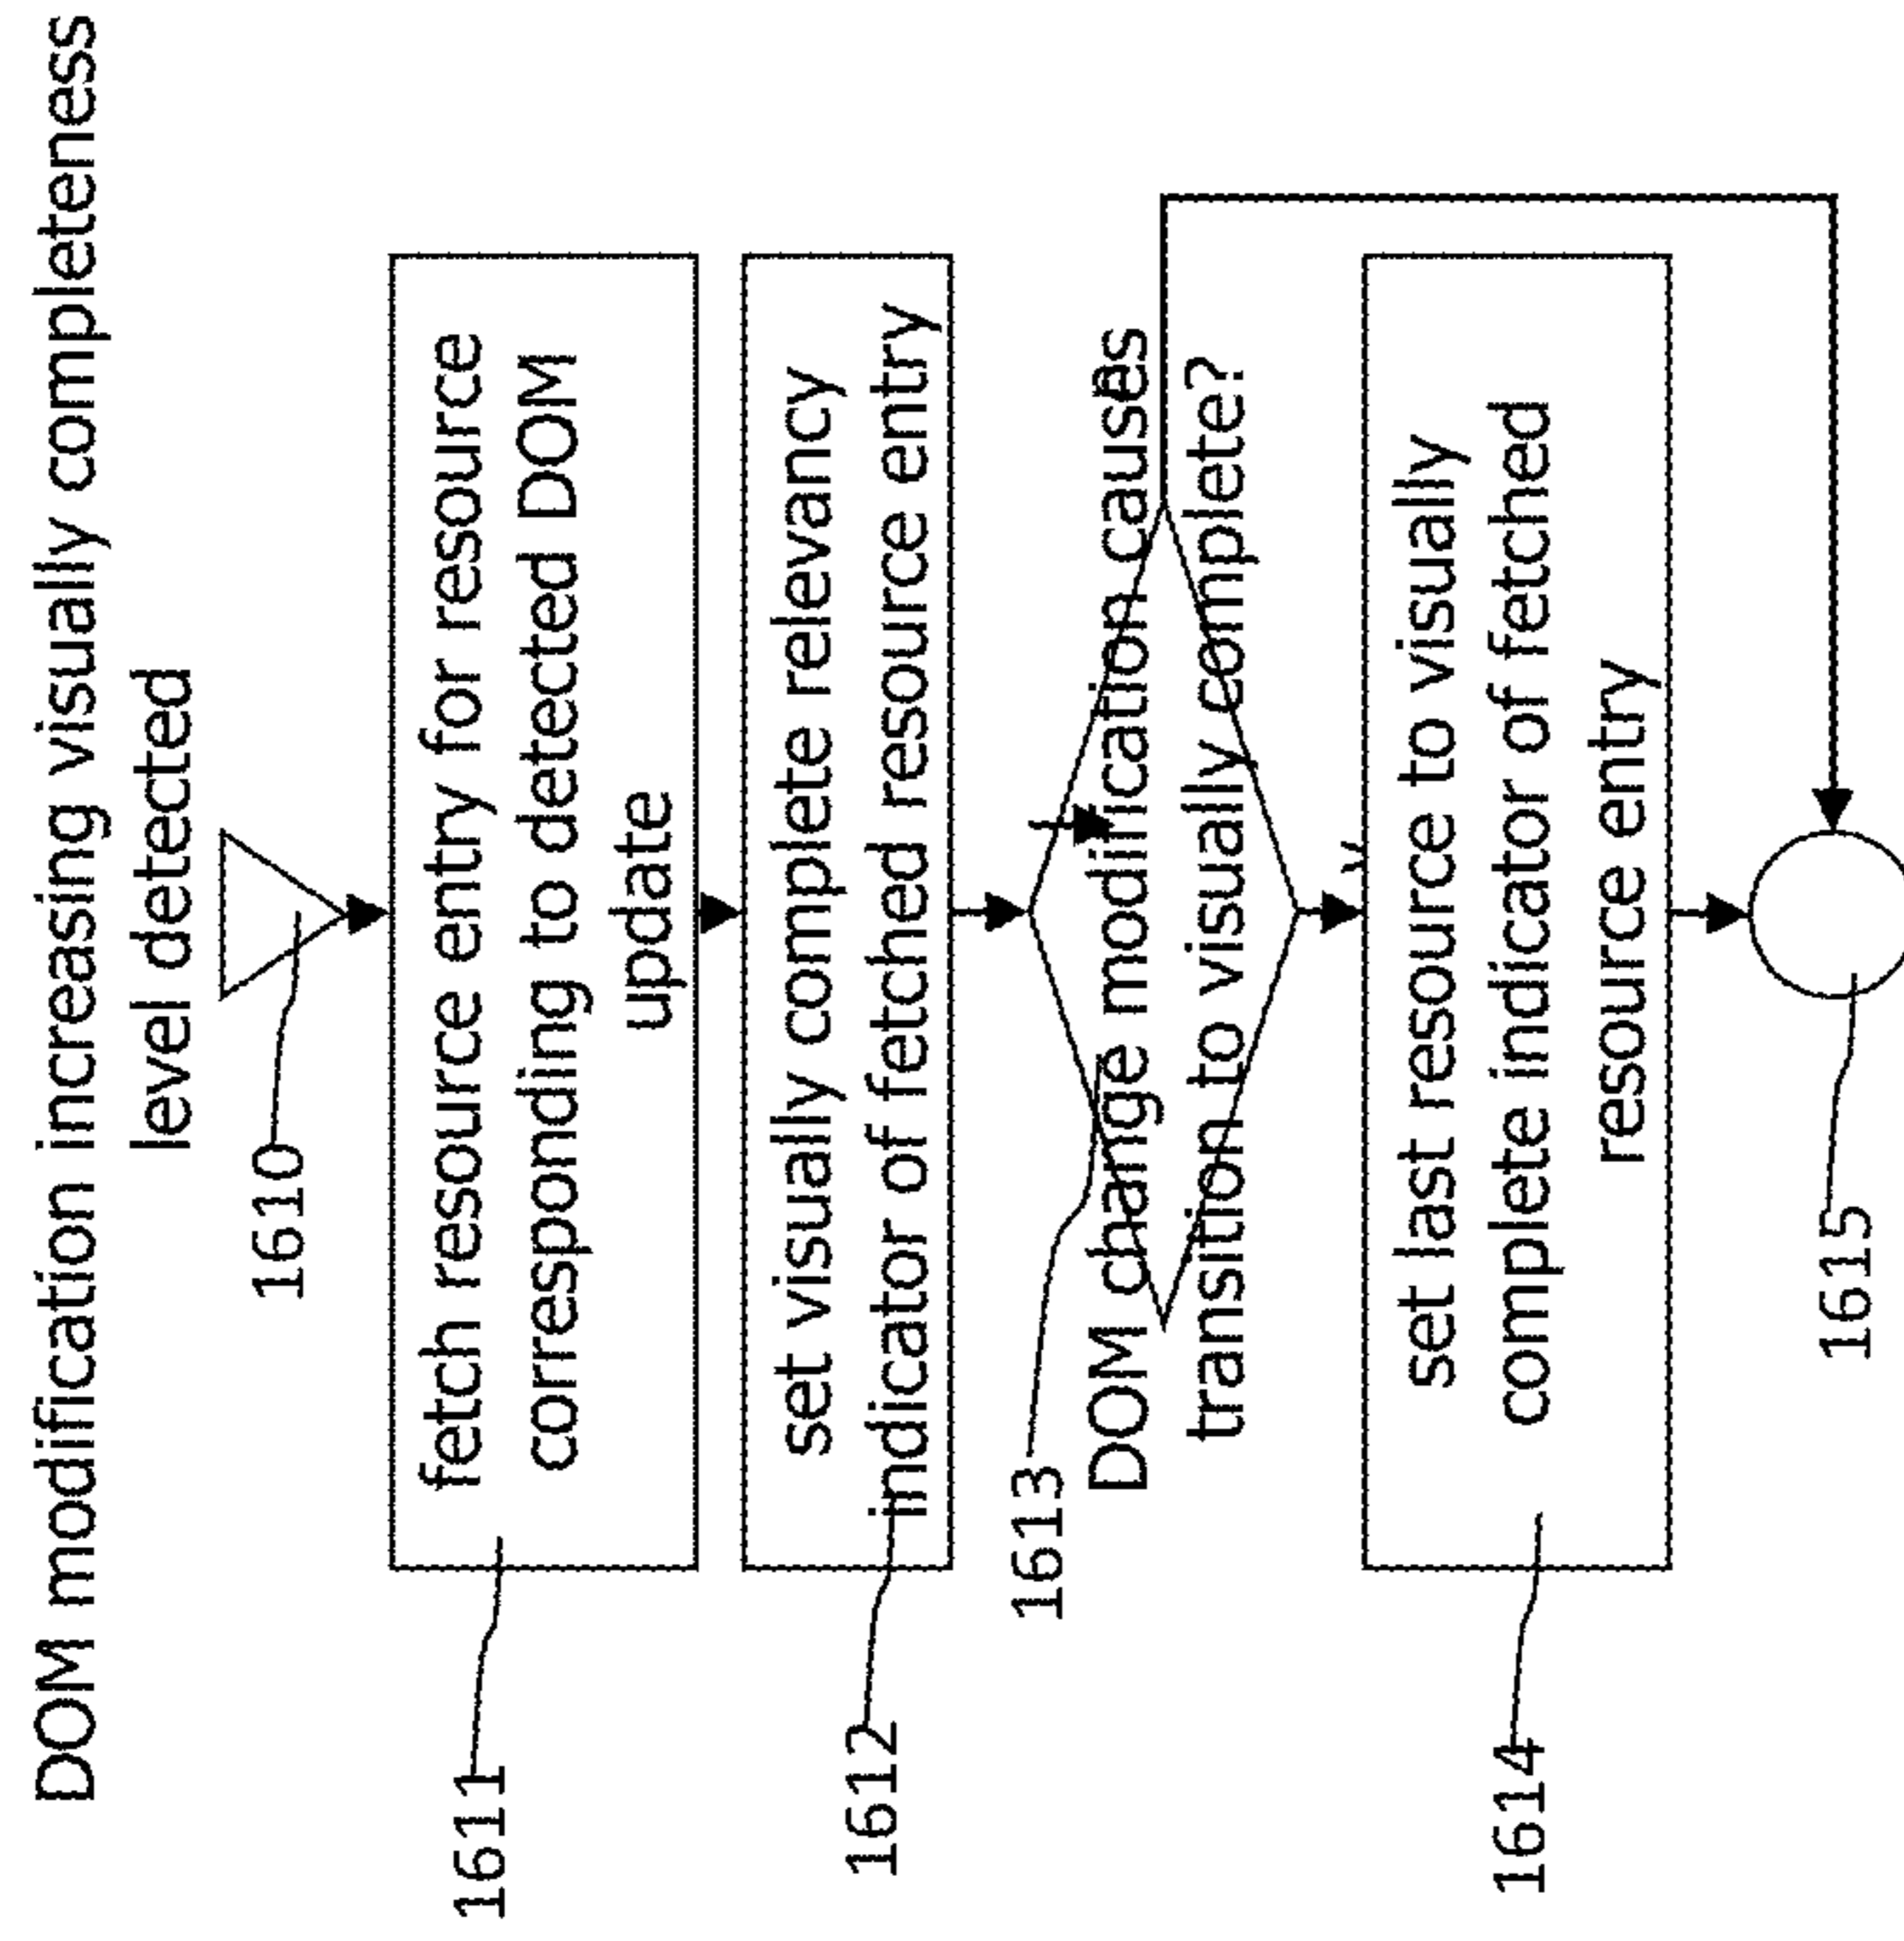 DOM modification increasing visually completeness
level detected
1610
fetch resource entry for resource
corresponding to detected DOM
update
1611
set visually complete relevancy
indicator of fetched resource entry
1612
1613
n
DOM change modification causes
transition to visually complete?
y
set last resource to visually
complete indicator of fetched
resource entry
1614
1615